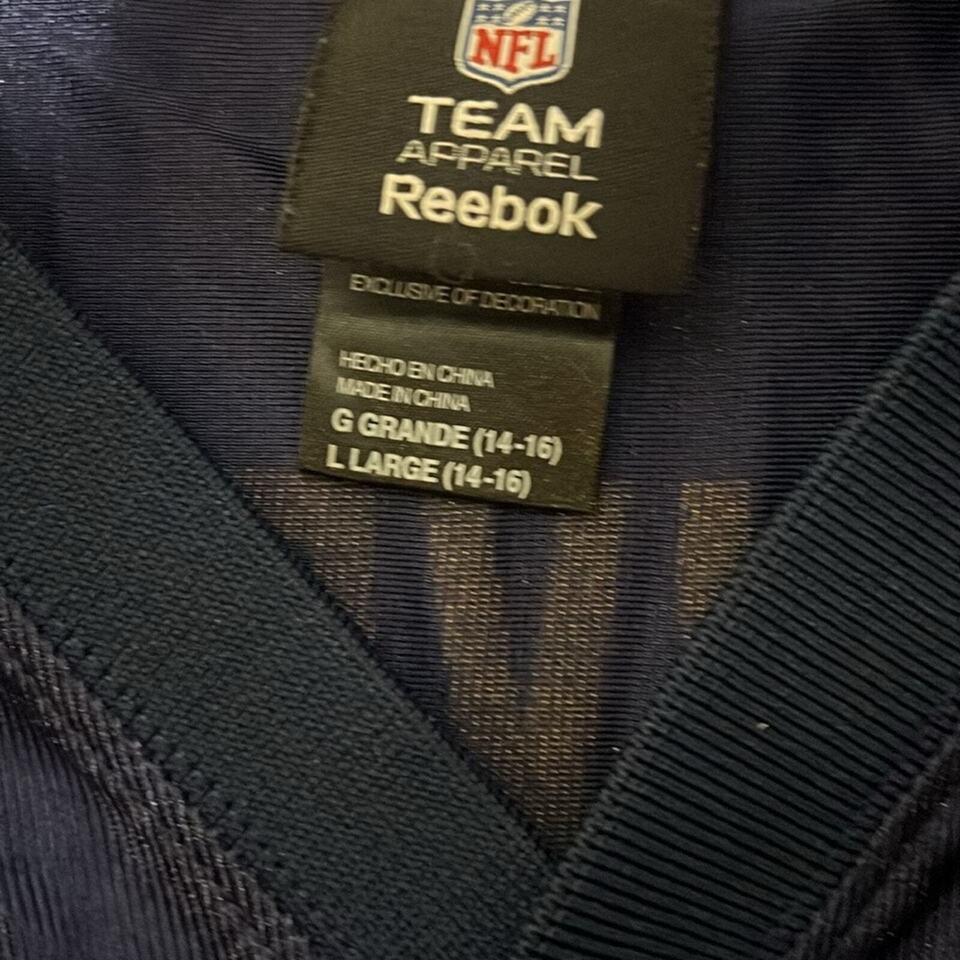 NFL
TEAM
APPAREL
Reebok
EXCLUSIVE OF DECORATION
HECHO EN CHINA
MADE IN CHINA
G GRANDE (14-16)
L LARGE (14-16)